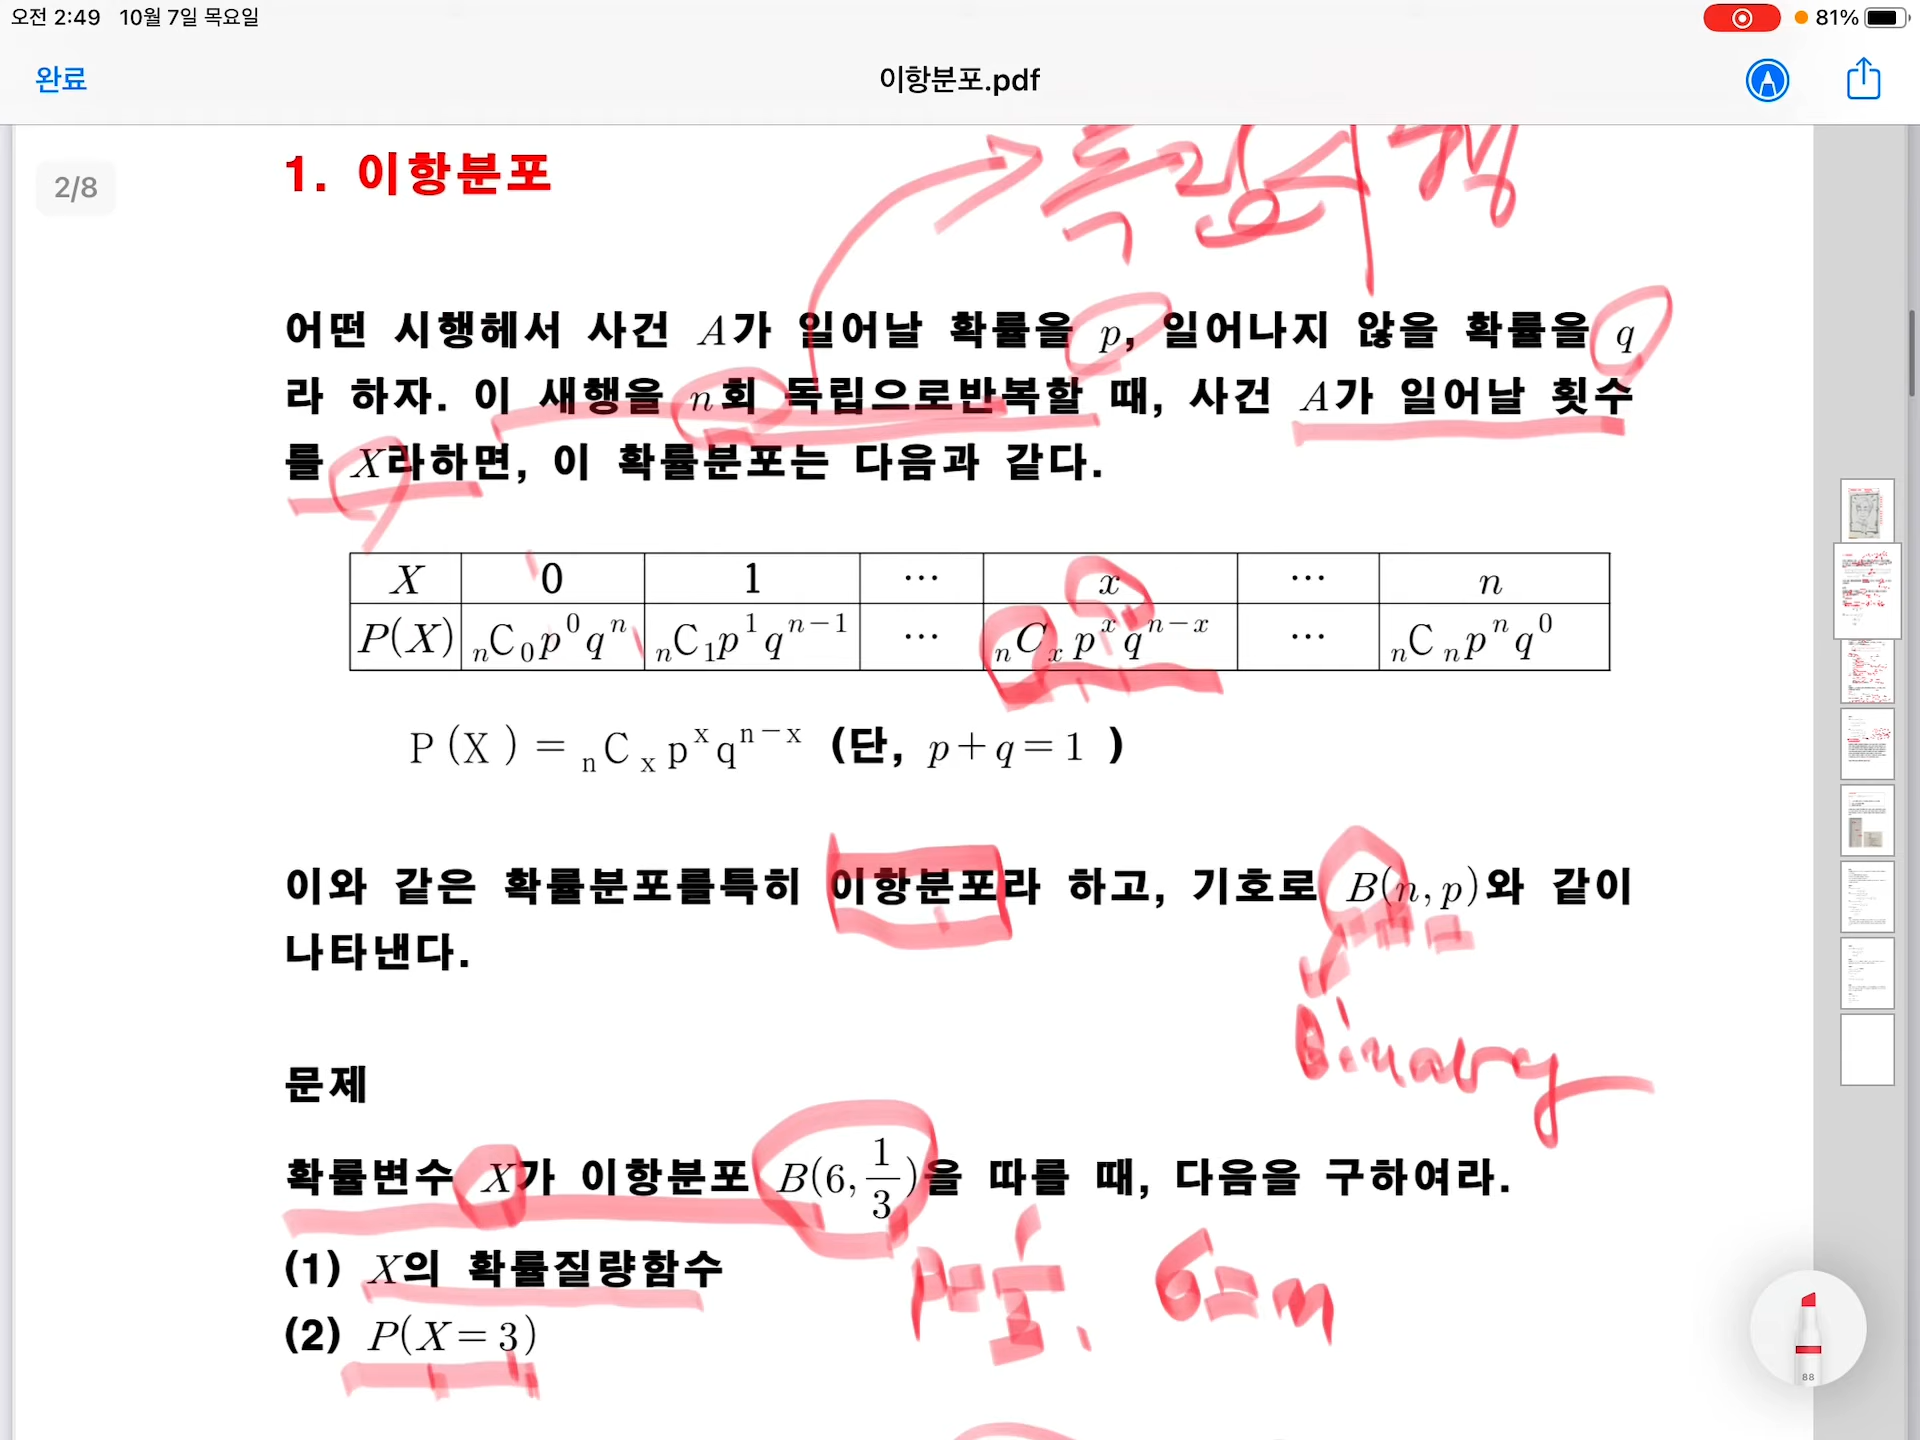 오전 2:49 10월 7일 목요일
81%
완료
이항분포.pdf
2/8
1. 이항분포
독립시행
어떤 시행헤서 사건 A가 일어날 확률을 p, 일어나지 않을 확률을 q
라 하자. 이 새행을 n회 독립으로반복할 때, 사건 A가 일어날 횟수
를 X라하면, 이 확률분포는 다음과 같다.
X 0 1 ⋯ x ⋯ n
P(X) ₙC₀p⁰qⁿ ₙC₁p¹qⁿ⁻¹ ⋯ ₙCₓpˣqⁿ⁻ˣ ⋯ ₙCₙpⁿq⁰
P(X) = ₙCₓpˣqⁿ⁻ˣ (단, p+q=1 )
이와 같은 확률분포를특히 이항분포라 하고, 기호로 B(n, p)와 같이
나타낸다.
Binary
문제
확률변수 X가 이항분포 B(6, 1/3)을 따를 때, 다음을 구하여라.
(1) X의 확률질량함수
p=1/3. 6=n
(2) P(X=3)
88